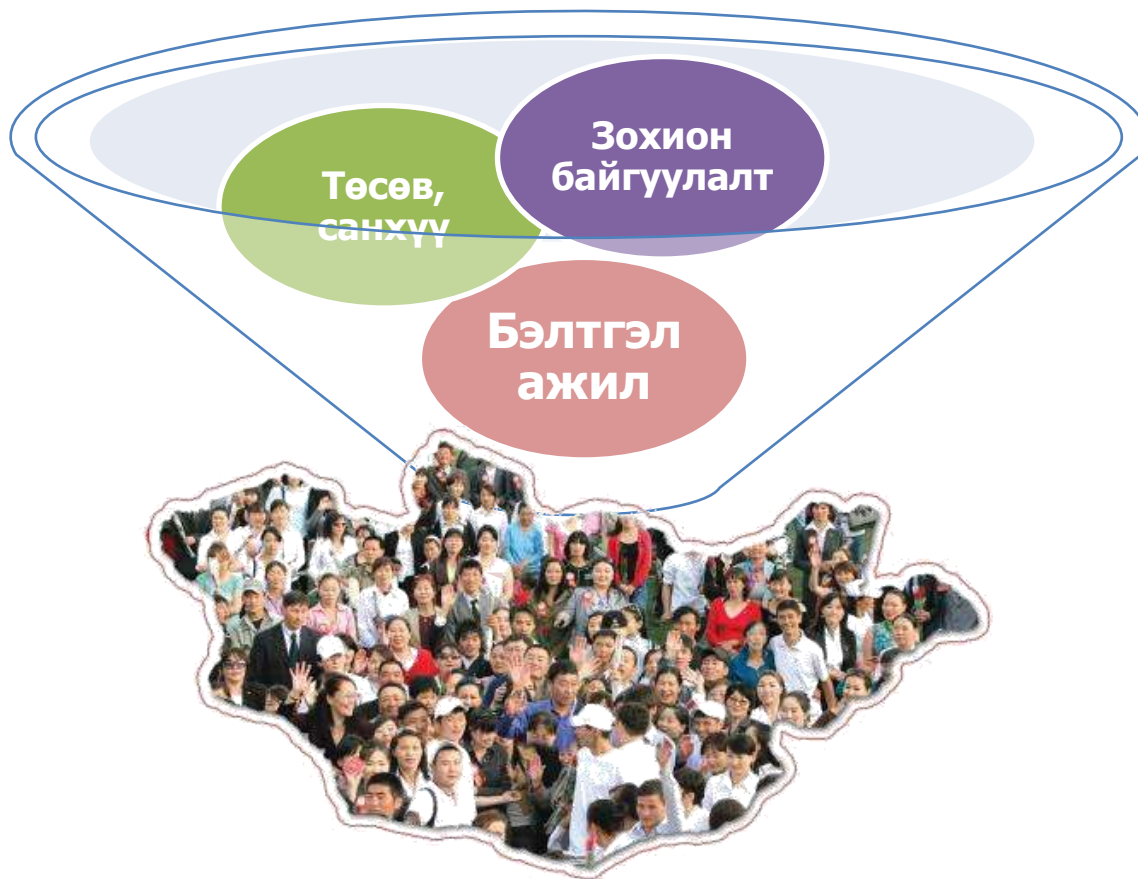 Зохион
байгуулалт
Төсөв,
санхүү
Бэлтгэл
ажил